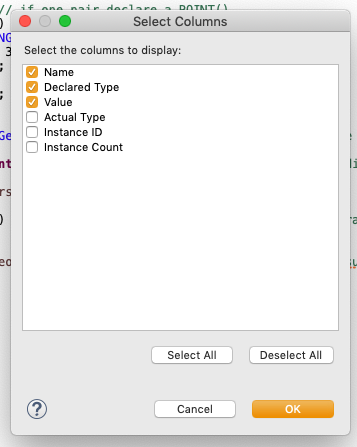 // if one pair declare a POINT()
Select Columns
Select the columns to display:
Name
Declared Type
Value
Actual Type
Instance ID
Instance Count
Select All
Deselect All
?
Cancel
OK